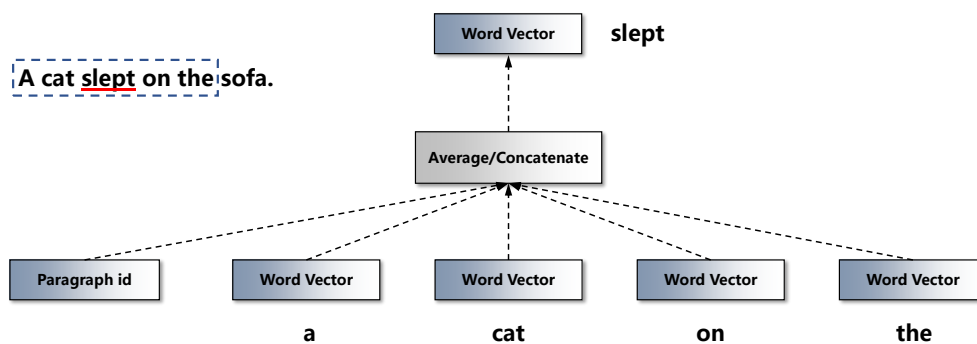 Word Vector slept
A cat slept on the sofa.
Average/Concatenate
Paragraph id Word Vector Word Vector Word Vector Word Vector
a cat on the